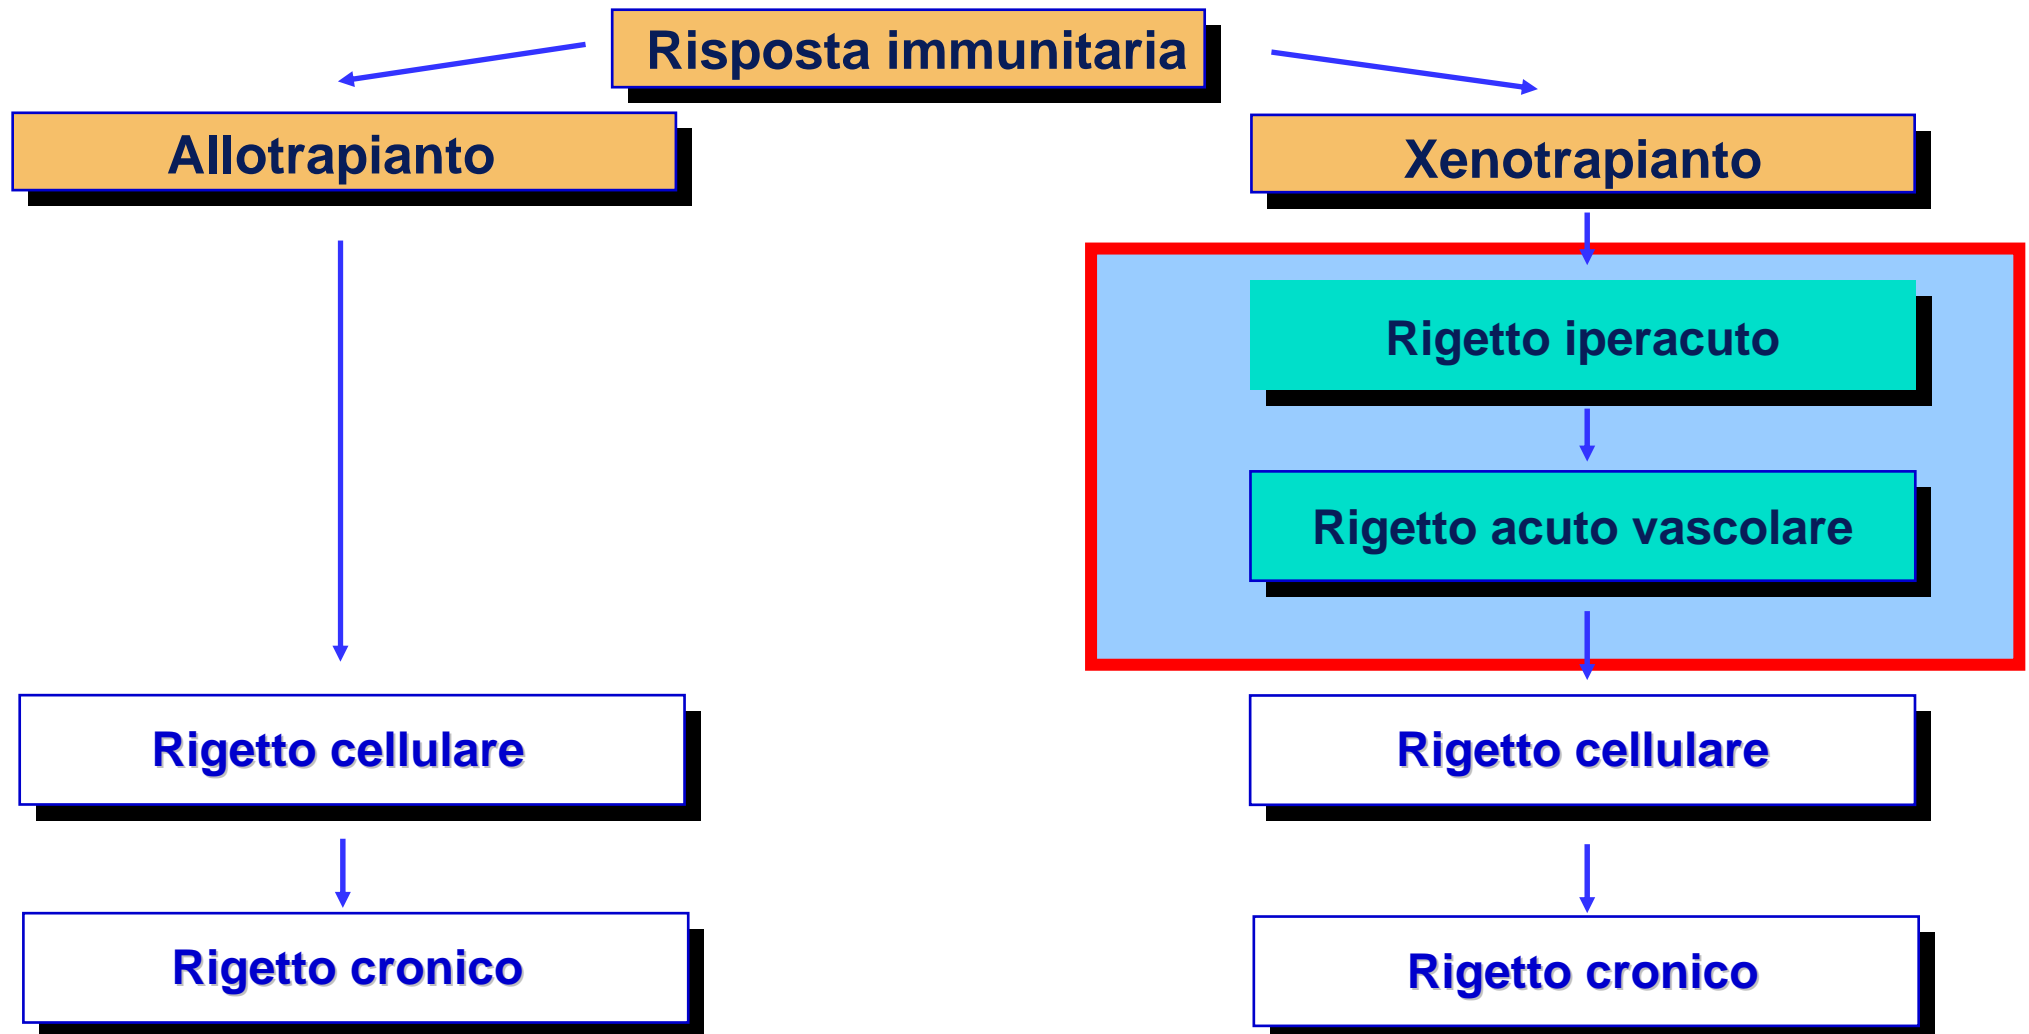 Risposta immunitaria
Allotrapianto
Xenotrapianto
Rigetto iperacuto
Rigetto acuto vascolare
Rigetto cellulare
Rigetto cellulare
Rigetto cronico
Rigetto cronico